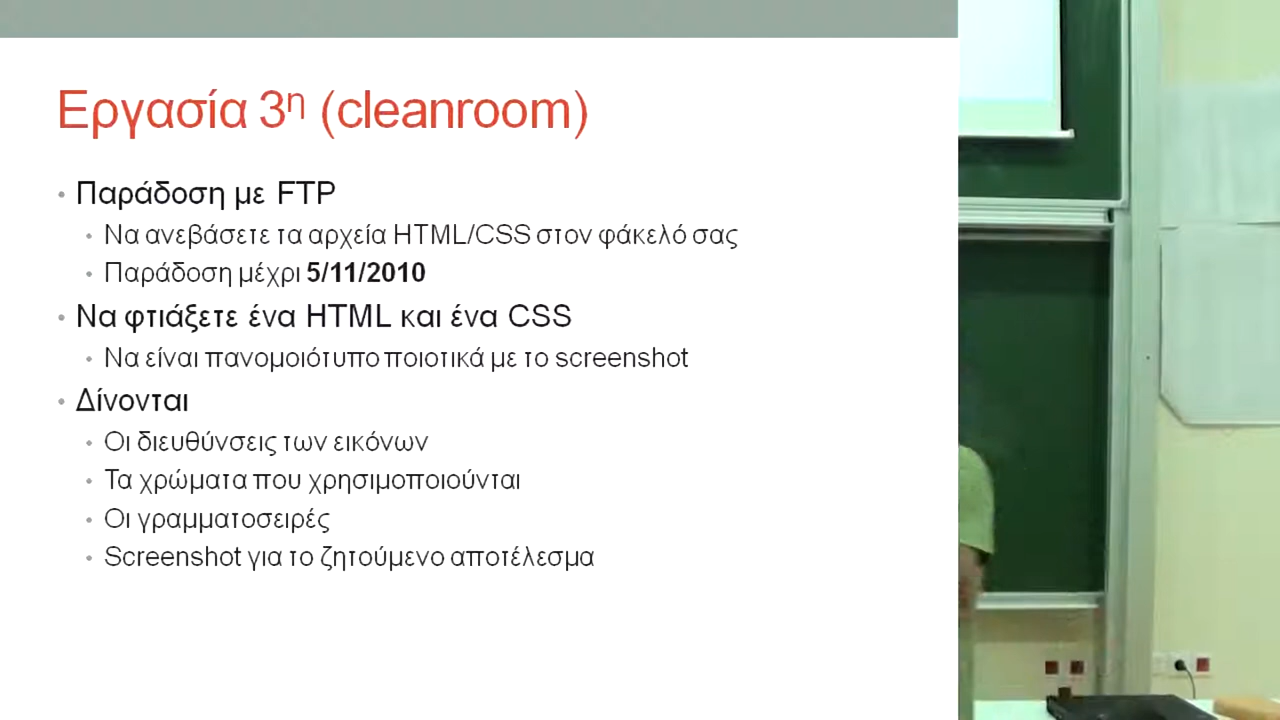 Εργασία 3η (cleanroom)
• Παράδοση με FTP
• Να ανεβάσετε τα αρχεία HTML/CSS στον φάκελό σας
• Παράδοση μέχρι 5/11/2010
• Να φτιάξετε ένα HTML και ένα CSS
• Να είναι πανομοιότυπο ποιοτικά με το screenshot
• Δίνονται
• Οι διευθύνσεις των εικόνων
• Τα χρώματα που χρησιμοποιούνται
• Οι γραμματοσειρές
• Screenshot για το ζητούμενο αποτέλεσμα